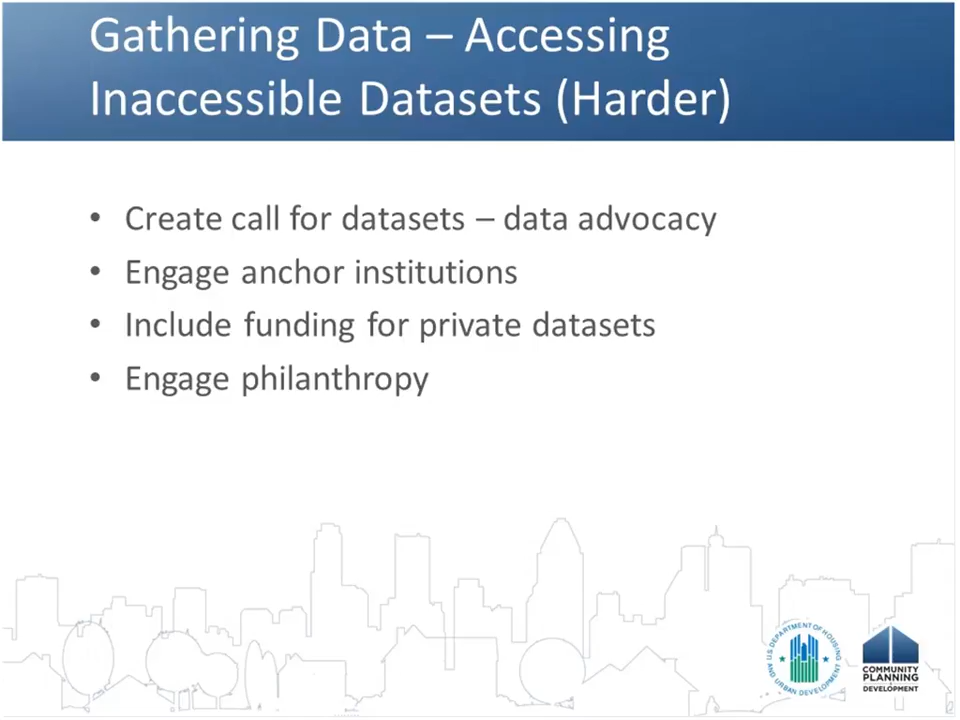 Gathering Data – Accessing
Inaccessible Datasets (Harder)
• Create call for datasets – data advocacy
• Engage anchor institutions
• Include funding for private datasets
• Engage philanthropy
U.S. DEPARTMENT OF HOUSING
AND URBAN DEVELOPMENT
COMMUNITY
PLANNING
DEVELOPMENT